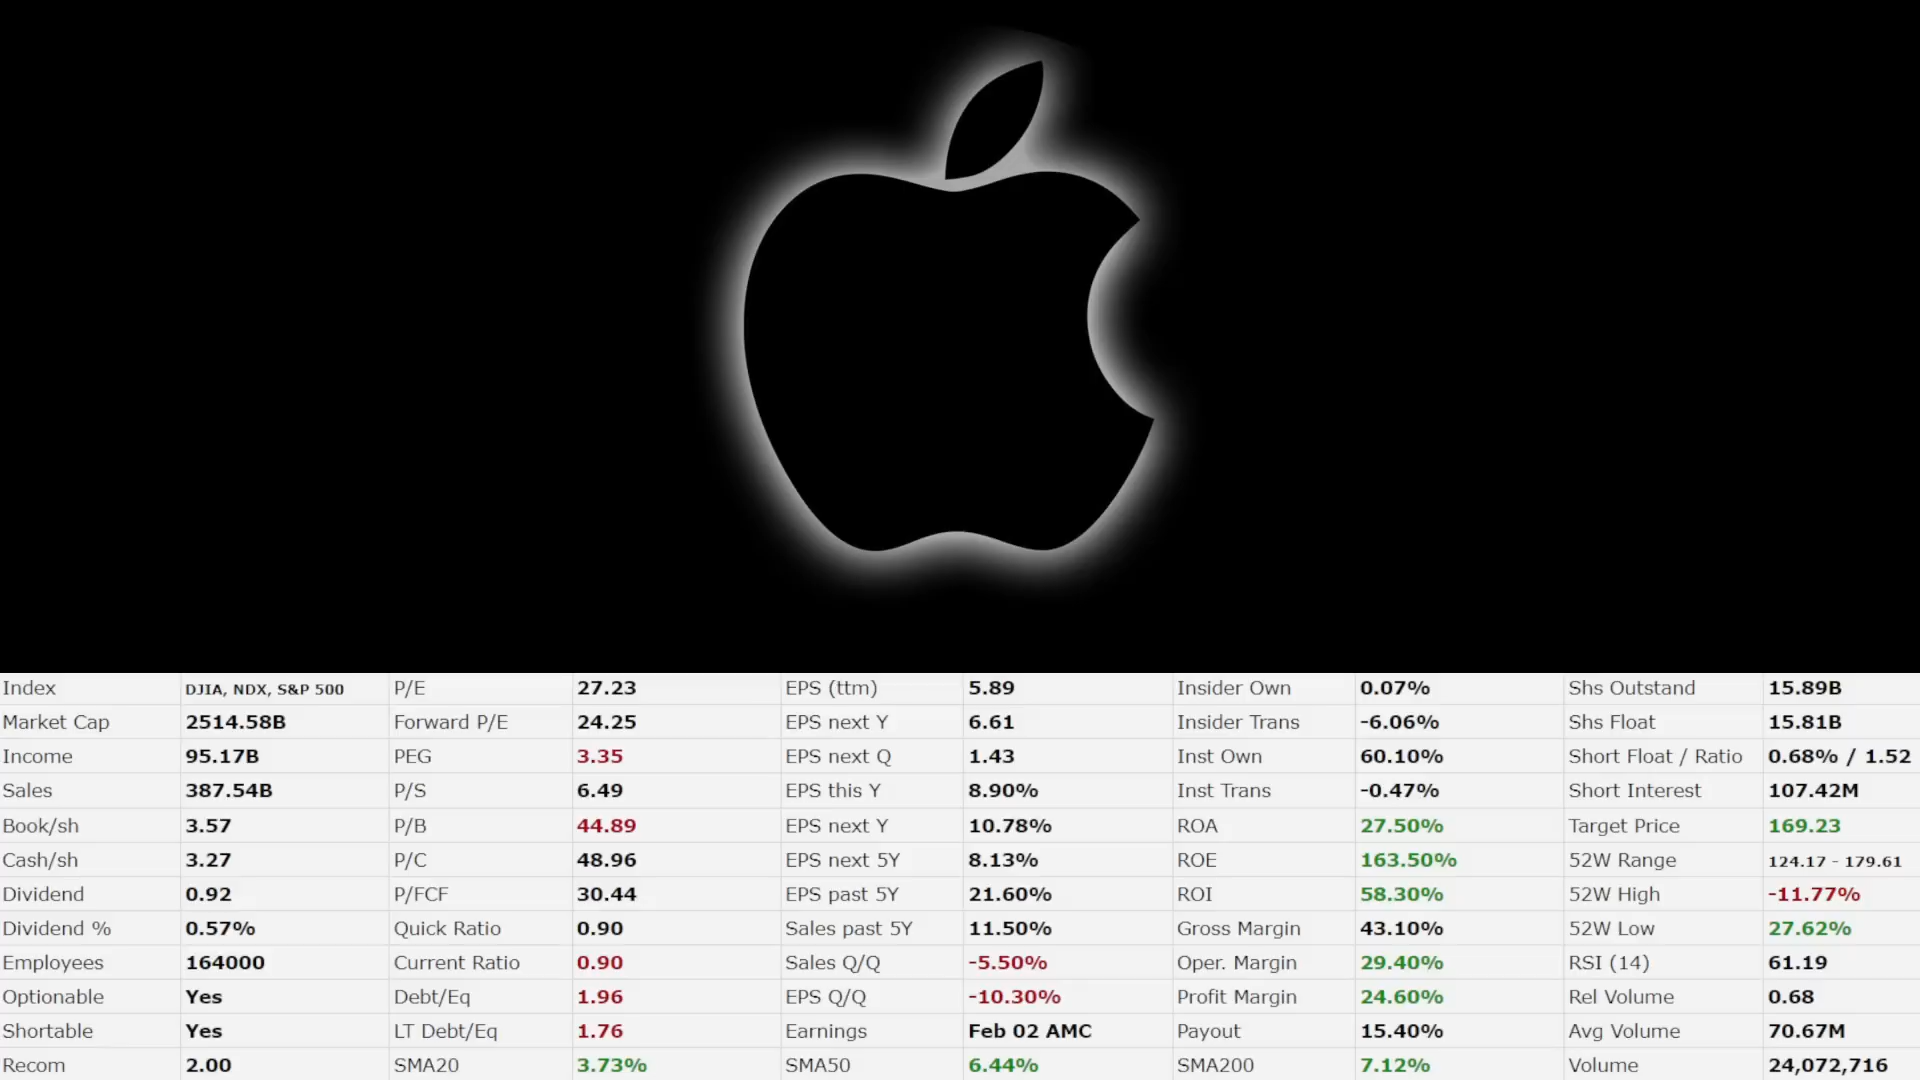 Index DJIA, NDX, S&P 500 P/E 27.23 EPS (ttm) 5.89 Insider Own 0.07% Shs Outstand 15.89B
Market Cap 2514.58B Forward P/E 24.25 EPS next Y 6.61 Insider Trans -6.06% Shs Float 15.81B
Income 95.17B PEG 3.35 EPS next Q 1.43 Inst Own 60.10% Short Float / Ratio 0.68% / 1.52
Sales 387.54B P/S 6.49 EPS this Y 8.90% Inst Trans -0.47% Short Interest 107.42M
Book/sh 3.57 P/B 44.89 EPS next Y 10.78% ROA 27.50% Target Price 169.23
Cash/sh 3.27 P/C 48.96 EPS next 5Y 8.13% ROE 163.50% 52W Range 124.17 - 179.61
Dividend 0.92 P/FCF 30.44 EPS past 5Y 21.60% ROI 58.30% 52W High -11.77%
Dividend % 0.57% Quick Ratio 0.90 Sales past 5Y 11.50% Gross Margin 43.10% 52W Low 27.62%
Employees 164000 Current Ratio 0.90 Sales Q/Q -5.50% Oper. Margin 29.40% RSI (14) 61.19
Optionable Yes Debt/Eq 1.96 EPS Q/Q -10.30% Profit Margin 24.60% Rel Volume 0.68
Shortable Yes LT Debt/Eq 1.76 Earnings Feb 02 AMC Payout 15.40% Avg Volume 70.67M
Recom 2.00 SMA20 3.73% SMA50 6.44% SMA200 7.12% Volume 24,072,716